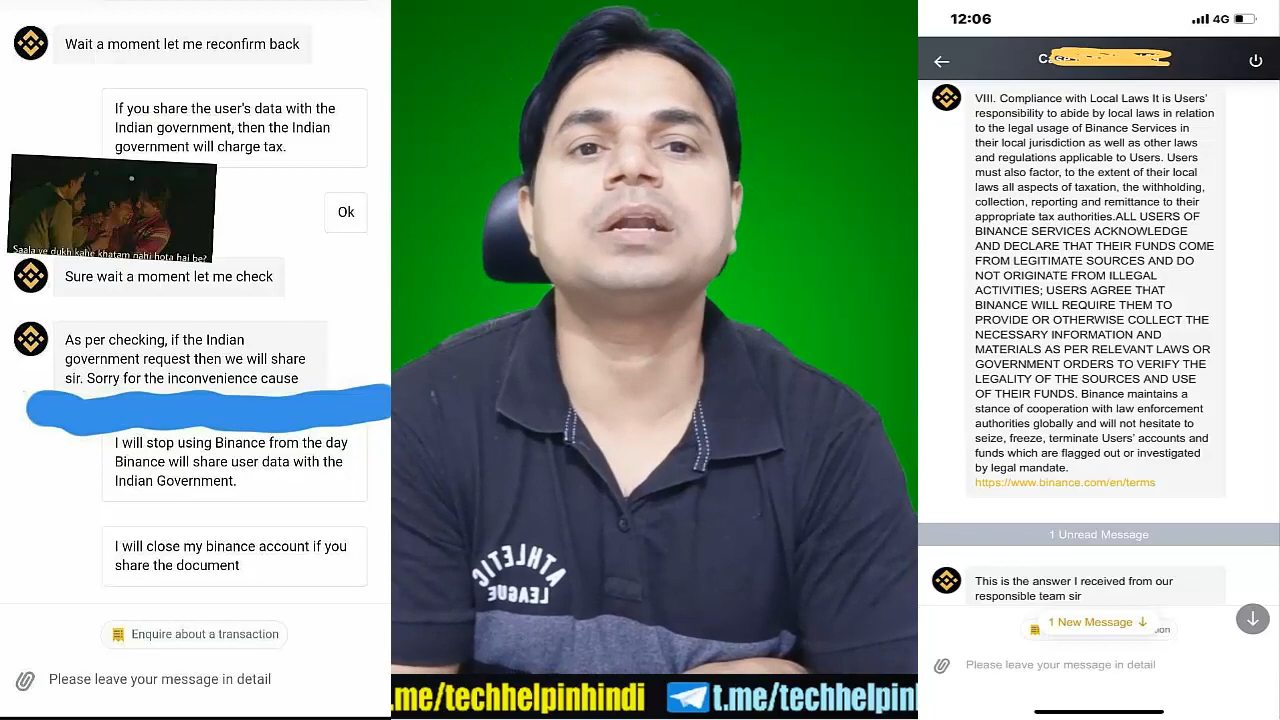 Wait a moment let me reconfirm back
If you share the user's data with the
Indian government, then the Indian
government will charge tax.
Ok
Saala ye dukh kahe khatam nahi hota hai be?
Sure wait a moment let me check
As per checking, if the Indian
government request then we will share
sir. Sorry for the inconvenience cause
I will stop using Binance from the day
Binance will share user data with the
Indian Government.
I will close my binance account if you
share the document
Enquire about a transaction
Please leave your message in detail
ATHLETIC
LEAGUE
.me/techhelpinhindi
t.me/techhelpin
12:06
4G
VIII. Compliance with Local Laws It is Users'
responsibility to abide by local laws in relation
to the legal usage of Binance Services in
their local jurisdiction as well as other laws
and regulations applicable to Users. Users
must also factor, to the extent of their local
laws all aspects of taxation, the withholding,
collection, reporting and remittance to their
appropriate tax authorities.ALL USERS OF
BINANCE SERVICES ACKNOWLEDGE
AND DECLARE THAT THEIR FUNDS COME
FROM LEGITIMATE SOURCES AND DO
NOT ORIGINATE FROM ILLEGAL
ACTIVITIES; USERS AGREE THAT
BINANCE WILL REQUIRE THEM TO
PROVIDE OR OTHERWISE COLLECT THE
NECESSARY INFORMATION AND
MATERIALS AS PER RELEVANT LAWS OR
GOVERNMENT ORDERS TO VERIFY THE
LEGALITY OF THE SOURCES AND USE
OF THEIR FUNDS. Binance maintains a
stance of cooperation with law enforcement
authorities globally and will not hesitate to
seize, freeze, terminate Users' accounts and
funds which are flagged out or investigated
by legal mandate.
https://www.binance.com/en/terms
1 Unread Message
This is the answer I received from our
responsible team sir
1 New Message ↓
Please leave your message in detail